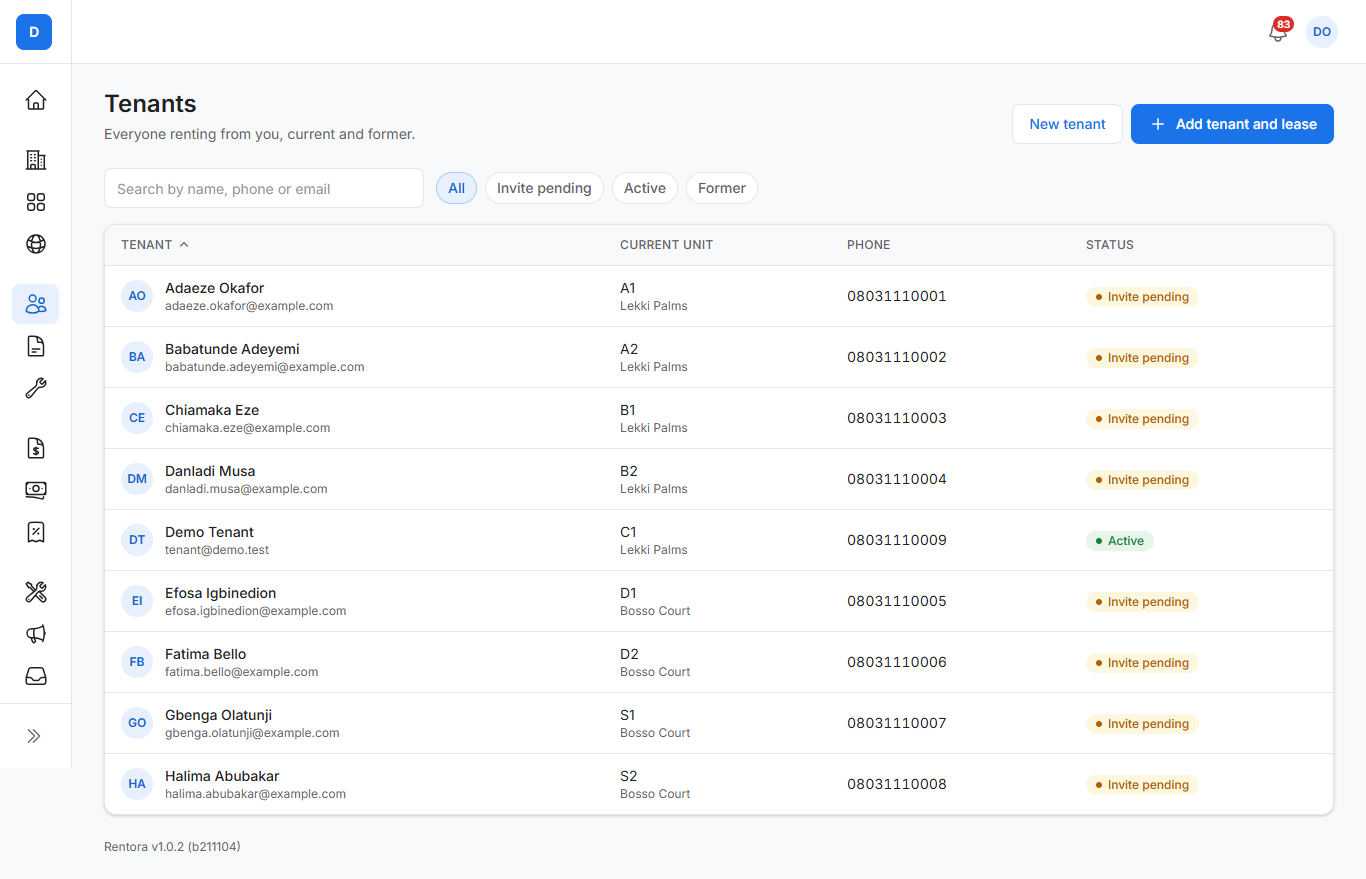 D
83
DO
Tenants
Everyone renting from you, current and former.
New tenant
Add tenant and lease
Search by name, phone or email
All
Invite pending
Active
Former
TENANT
CURRENT UNIT
PHONE
STATUS
AO
Adaeze Okafor
adaeze.okafor@example.com
A1
Lekki Palms
08031110001
Invite pending
BA
Babatunde Adeyemi
babatunde.adeyemi@example.com
A2
Lekki Palms
08031110002
Invite pending
CE
Chiamaka Eze
chiamaka.eze@example.com
B1
Lekki Palms
08031110003
Invite pending
DM
Danladi Musa
danladi.musa@example.com
B2
Lekki Palms
08031110004
Invite pending
DT
Demo Tenant
tenant@demo.test
C1
Lekki Palms
08031110009
Active
EI
Efosa Igbinedion
efosa.igbinedion@example.com
D1
Bosso Court
08031110005
Invite pending
FB
Fatima Bello
fatima.bello@example.com
D2
Bosso Court
08031110006
Invite pending
GO
Gbenga Olatunji
gbenga.olatunji@example.com
S1
Bosso Court
08031110007
Invite pending
HA
Halima Abubakar
halima.abubakar@example.com
S2
Bosso Court
08031110008
Invite pending
Rentora v1.0.2 (b211104)